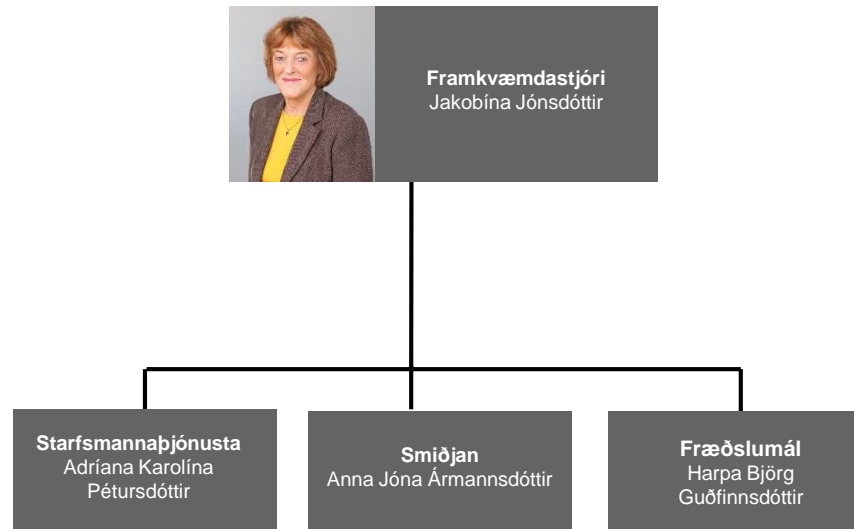 Framkvæmdastjóri
Jakobína Jónsdóttir
Starfsmannaþjónusta
Adríana Karolína
Pétursdóttir
Smiðjan
Anna Jóna Ármannsdóttir
Fræðslumál
Harpa Björg
Guðfinnsdóttir